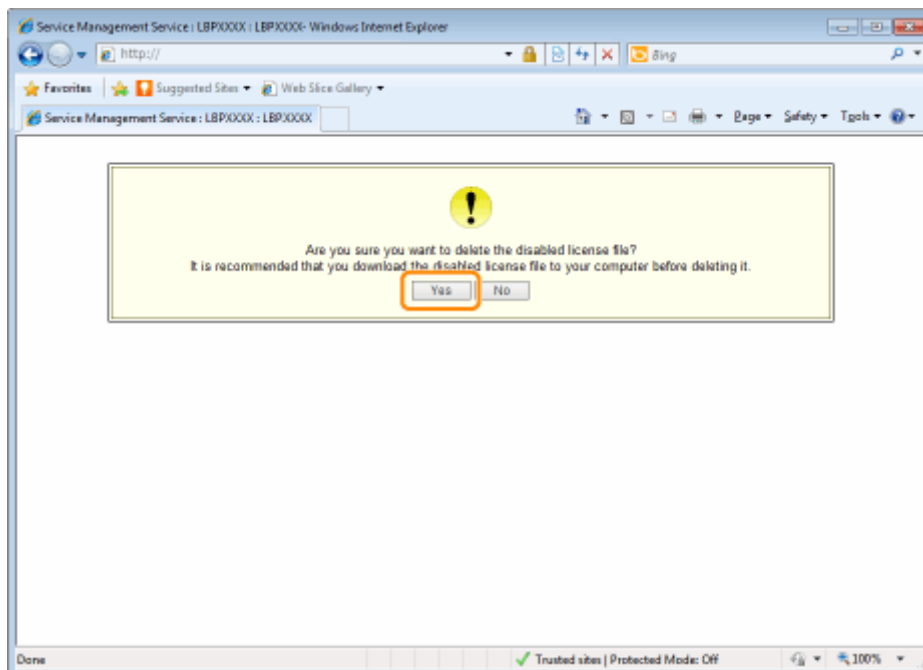 Service Management Service : LBPXXXX : LBPXXXX- Windows Internet Explorer
http://
Bing
Favorites Suggested Sites Web Slice Gallery
Service Management Service : LBPXXXX : LBPXXXX Page Safety Tools
Are you sure you want to delete the disabled license file?
It is recommended that you download the disabled license file to your computer before deleting it.
Yes No
Done Trusted sites | Protected Mode: Off 100%